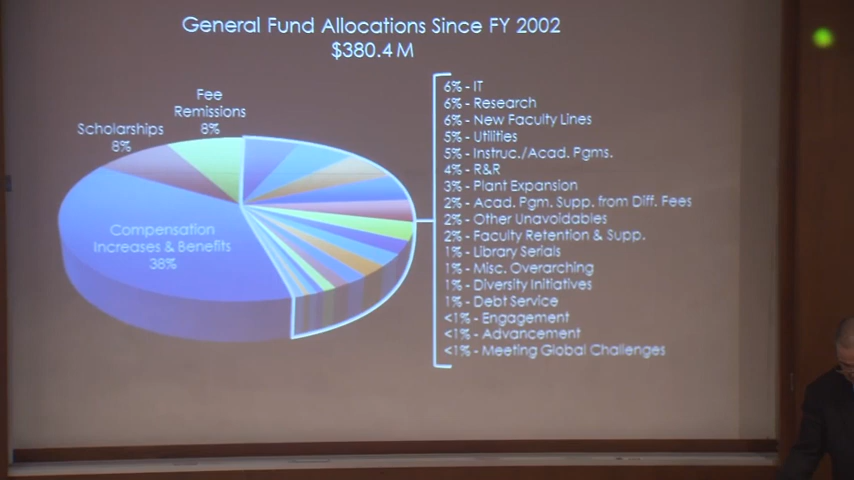 General Fund Allocations Since FY 2002
$380.4 M
Fee
Remissions
8%
Scholarships
8%
Compensation
Increases & Benefits
38%
6% - IT
6% - Research
6% - New Faculty Lines
5% - Utilities
5% - Instruc./Acad. Pgms.
4% - R&R
3% - Plant Expansion
2% - Acad. Pgm. Supp. from Diff. Fees
2% - Other Unavoidables
2% - Faculty Retention & Supp.
1% - Library Serials
1% - Misc. Overarching
1% - Diversity Initiatives
1% - Debt Service
<1% - Engagement
<1% - Advancement
<1% - Meeting Global Challenges